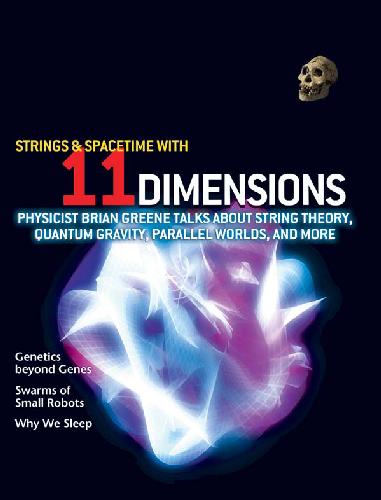 STRINGS & SPACETIME WITH
11 DIMENSIONS
PHYSICIST BRIAN GREENE TALKS ABOUT STRING THEORY,
QUANTUM GRAVITY, PARALLEL WORLDS, AND MORE
Genetics
beyond Genes
Swarms of
Small Robots
Why We Sleep